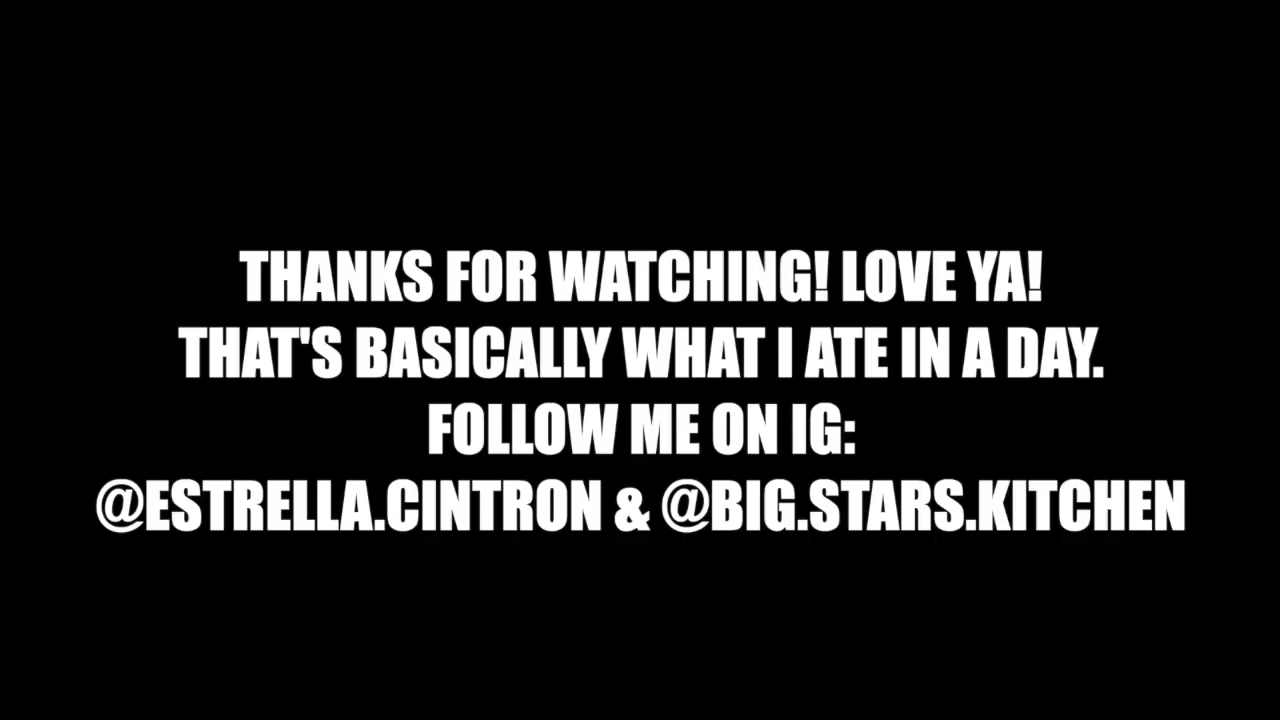 THANKS FOR WATCHING! LOVE YA!
THAT'S BASICALLY WHAT I ATE IN A DAY.
FOLLOW ME ON IG:
@ESTRELLA.CINTRON & @BIG.STARS.KITCHEN